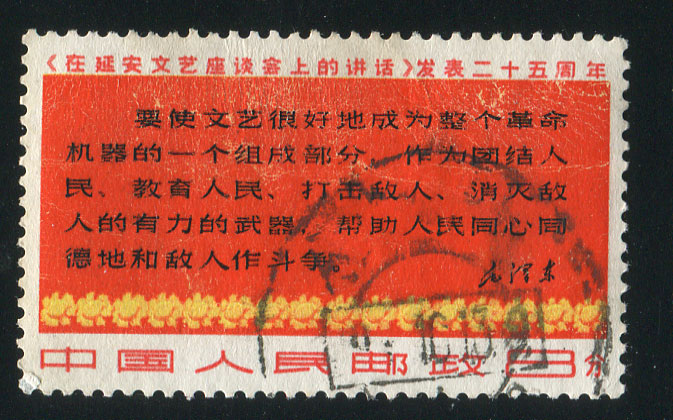 《在延安文艺座谈会上的讲话》发表二十五周年
要使文艺很好地成为整个革命
机器的一个组成部分，作为团结人
民、教育人民、打击敌人、消灭敌
人的有力的武器，帮助人民同心同
德地和敌人作斗争。
毛泽东
中国人民邮政8分